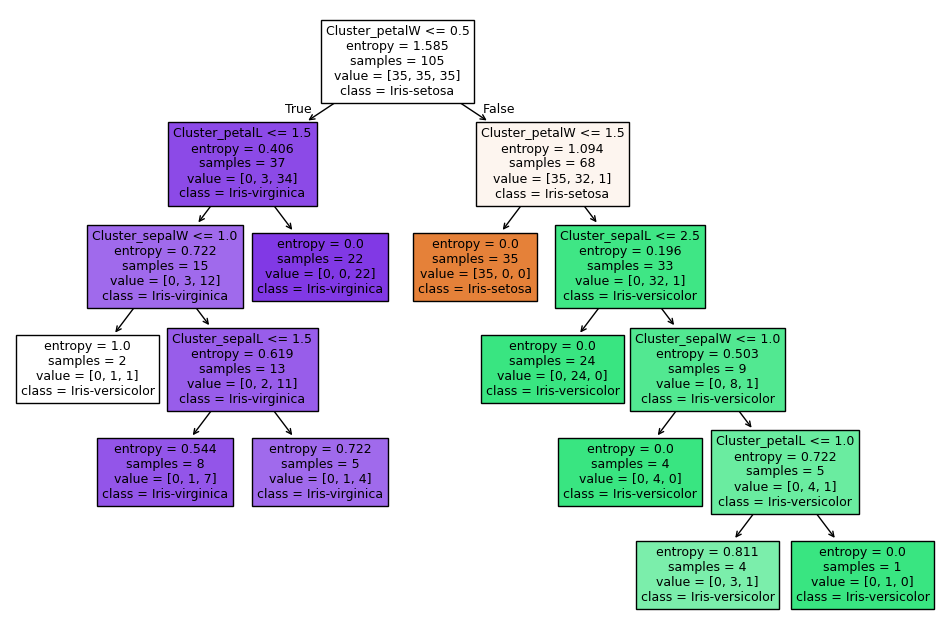 Cluster_petalW <= 0.5
entropy = 1.585
samples = 105
value = [35, 35, 35]
class = Iris-setosa
True
False
Cluster_petalL <= 1.5
entropy = 0.406
samples = 37
value = [0, 3, 34]
class = Iris-virginica
Cluster_petalW <= 1.5
entropy = 1.094
samples = 68
value = [35, 32, 1]
class = Iris-setosa
Cluster_sepalW <= 1.0
entropy = 0.722
samples = 15
value = [0, 3, 12]
class = Iris-virginica
entropy = 0.0
samples = 22
value = [0, 0, 22]
class = Iris-virginica
entropy = 0.0
samples = 35
value = [35, 0, 0]
class = Iris-setosa
Cluster_sepalL <= 2.5
entropy = 0.196
samples = 33
value = [0, 32, 1]
class = Iris-versicolor
entropy = 1.0
samples = 2
value = [0, 1, 1]
class = Iris-versicolor
Cluster_sepalL <= 1.5
entropy = 0.619
samples = 13
value = [0, 2, 11]
class = Iris-virginica
entropy = 0.0
samples = 24
value = [0, 24, 0]
class = Iris-versicolor
Cluster_sepalW <= 1.0
entropy = 0.503
samples = 9
value = [0, 8, 1]
class = Iris-versicolor
entropy = 0.544
samples = 8
value = [0, 1, 7]
class = Iris-virginica
entropy = 0.722
samples = 5
value = [0, 1, 4]
class = Iris-virginica
entropy = 0.0
samples = 4
value = [0, 4, 0]
class = Iris-versicolor
Cluster_petalL <= 1.0
entropy = 0.722
samples = 5
value = [0, 4, 1]
class = Iris-versicolor
entropy = 0.811
samples = 4
value = [0, 3, 1]
class = Iris-versicolor
entropy = 0.0
samples = 1
value = [0, 1, 0]
class = Iris-versicolor